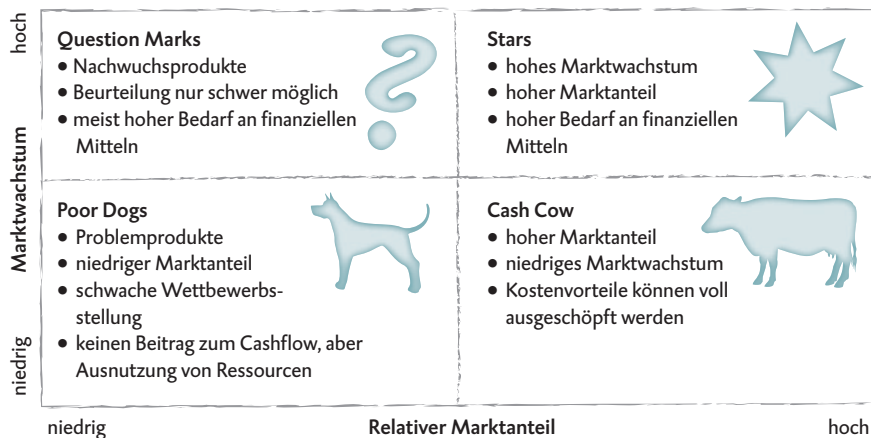 hoch
Marktwachstum
niedrig
Question Marks
• Nachwuchsprodukte
• Beurteilung nur schwer möglich
• meist hoher Bedarf an finanziellen
Mitteln
Stars
• hohes Marktwachstum
• hoher Marktanteil
• hoher Bedarf an finanziellen
Mitteln
Poor Dogs
• Problemprodukte
• niedriger Marktanteil
• schwache Wettbewerbs-
stellung
• keinen Beitrag zum Cashflow, aber
Ausnutzung von Ressourcen
Cash Cow
• hoher Marktanteil
• niedriges Marktwachstum
• Kostenvorteile können voll
ausgeschöpft werden
niedrig
Relativer Marktanteil
hoch